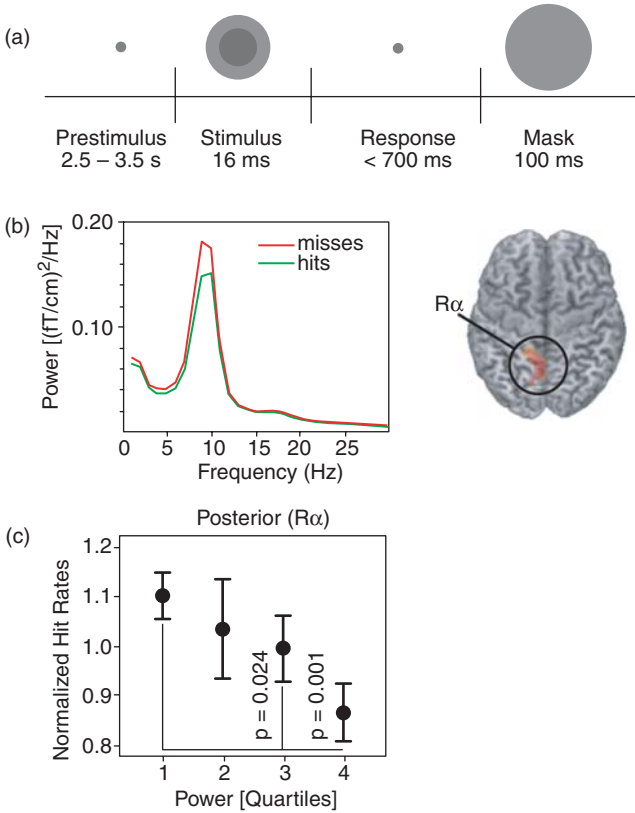 (a)
Prestimulus Stimulus Response Mask
2.5 – 3.5 s 16 ms < 700 ms 100 ms
(b)
0.20
0.10
Power [(fT/cm)²/Hz]
misses
hits
0 5 10 15 20 25
Frequency (Hz)
Rα
(c)
Posterior (Rα)
1.2
1.1
1.0
0.9
0.8
Normalized Hit Rates
p = 0.024
p = 0.001
1 2 3 4
Power [Quartiles]